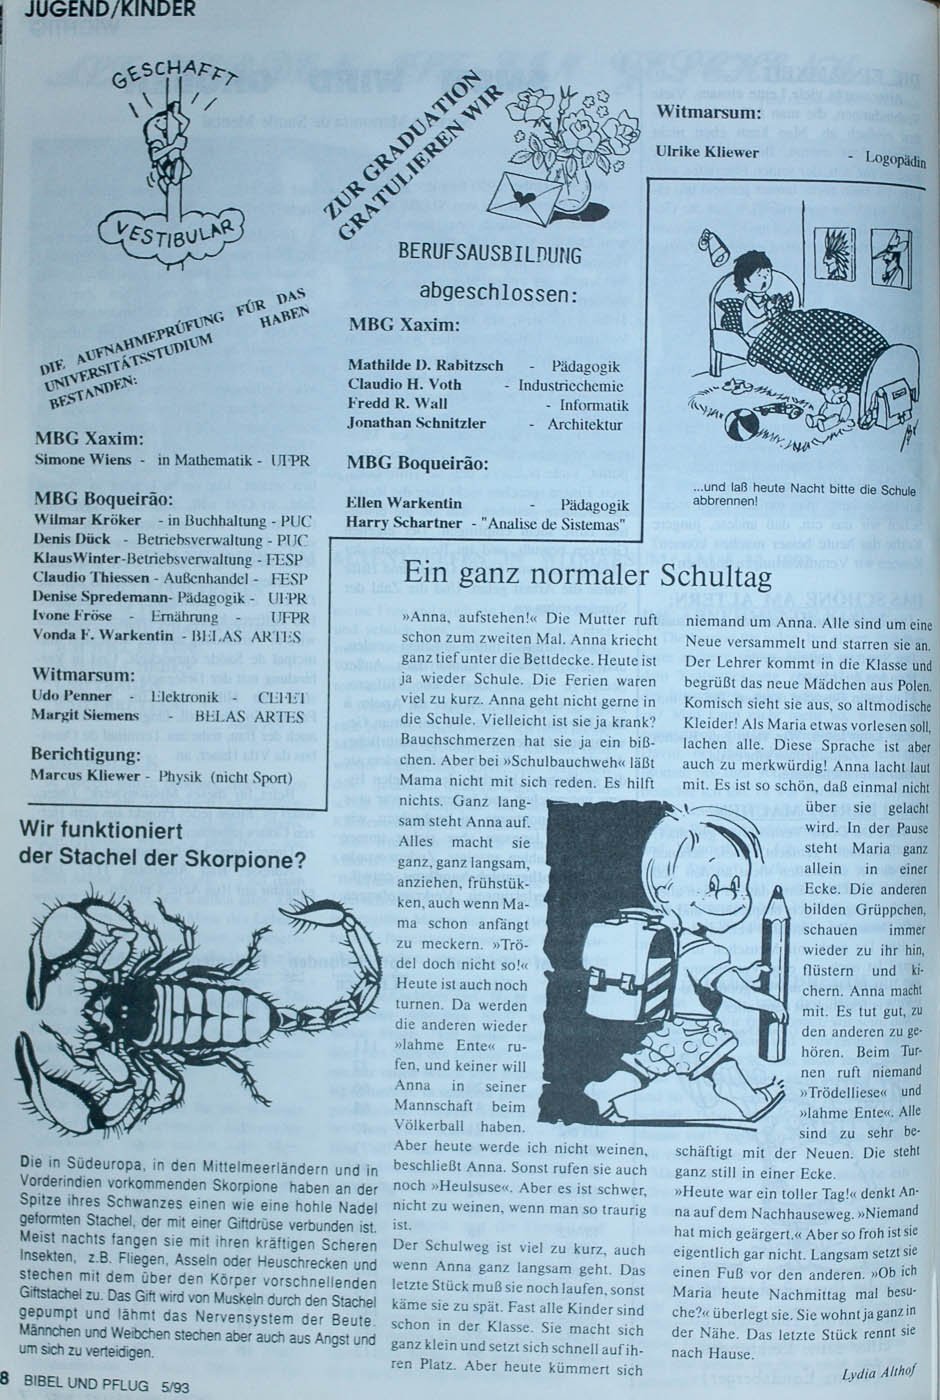 JUGEND/KINDER
GESCHAFFT
VESTIBULAR
DIE AUFNAHMEPRÜFUNG FÜR DAS
UNIVERSITÄTSSTUDIUM HABEN
BESTANDEN:
MBG Xaxim:
Simone Wiens - in Mathematik - UFPR
MBG Boqueirão:
Wilmar Kröker - in Buchhaltung - PUC
Denis Dück - Betriebsverwaltung - PUC
KlausWinter-Betriebsverwaltung - FESP
Claudio Thiessen - Außenhandel - FESP
Denise Spredemann- Pädagogik - UFPR
Ivone Fröse - Ernährung - UFPR
Vonda F. Warkentin - BELAS ARTES
Witmarsum:
Udo Penner - Elektronik - CEFET
Margit Siemens - BELAS ARTES
Berichtigung:
Marcus Kliewer - Physik (nicht Sport)
ZUR GRADUATION
GRATULIEREN WIR
BERUFSAUSBILDUNG
abgeschlossen:
MBG Xaxim:
Mathilde D. Rabitzsch - Pädagogik
Claudio H. Voth - Industriechemie
Fredd R. Wall - Informatik
Jonathan Schnitzler - Architektur
MBG Boqueirão:
Ellen Warkentin - Pädagogik
Harry Schartner - "Analise de Sistemas"
Witmarsum:
Ulrike Kliewer - Logopädin
...und laß heute Nacht bitte die Schule
abbrennen!
Wir funktioniert
der Stachel der Skorpione?
Die in Südeuropa, in den Mittelmeerländern und in
Vorderindien vorkommenden Skorpione haben an der
Spitze ihres Schwanzes einen wie eine hohle Nadel
geformten Stachel, der mit einer Giftdrüse verbunden ist.
Meist nachts fangen sie mit ihren kräftigen Scheren
Insekten, z.B. Fliegen, Asseln oder Heuschrecken und
stechen mit dem über den Körper vorschnellenden
Giftstachel zu. Das Gift wird von Muskeln durch den Stachel
gepumpt und lähmt das Nervensystem der Beute.
Männchen und Weibchen stechen aber auch aus Angst und
um sich zu verteidigen.
Ein ganz normaler Schultag
»Anna, aufstehen!« Die Mutter ruft
schon zum zweiten Mal. Anna kriecht
ganz tief unter die Bettdecke. Heute ist
ja wieder Schule. Die Ferien waren
viel zu kurz. Anna geht nicht gerne in
die Schule. Vielleicht ist sie ja krank?
Bauchschmerzen hat sie ja ein biß-
chen. Aber bei »Schulbauchweh« läßt
Mama nicht mit sich reden. Es hilft
nichts. Ganz lang-
sam steht Anna auf.
Alles macht sie
ganz, ganz langsam,
anziehen, frühstük-
ken, auch wenn Ma-
ma schon anfängt
zu meckern. »Trö-
del doch nicht so!«
Heute ist auch noch
turnen. Da werden
die anderen wieder
»lahme Ente« ru-
fen, und keiner will
Anna in seiner
Mannschaft beim
Völkerball haben.
Aber heute werde ich nicht weinen,
beschließt Anna. Sonst rufen sie auch
noch »Heulsuse«. Aber es ist schwer,
nicht zu weinen, wenn man so traurig
ist.
Der Schulweg ist viel zu kurz, auch
wenn Anna ganz langsam geht. Das
letzte Stück muß sie noch laufen, sonst
käme sie zu spät. Fast alle Kinder sind
schon in der Klasse. Sie macht sich
ganz klein und setzt sich schnell auf ih-
ren Platz. Aber heute kümmert sich
niemand um Anna. Alle sind um eine
Neue versammelt und starren sie an.
Der Lehrer kommt in die Klasse und
begrüßt das neue Mädchen aus Polen.
Komisch sieht sie aus, so altmodische
Kleider! Als Maria etwas vorlesen soll,
lachen alle. Diese Sprache ist aber
auch zu merkwürdig! Anna lacht laut
mit. Es ist so schön, daß einmal nicht
über sie gelacht
wird. In der Pause
steht Maria ganz
allein in einer
Ecke. Die anderen
bilden Grüppchen,
schauen immer
wieder zu ihr hin,
flüstern und ki-
chern. Anna macht
mit. Es tut gut, zu
den anderen zu ge-
hören. Beim Tur-
nen ruft niemand
»Trödelliese« und
»lahme Ente«. Alle
sind zu sehr be-
schäftigt mit der Neuen. Die steht
ganz still in einer Ecke.
»Heute war ein toller Tag!« denkt An-
na auf dem Nachhauseweg. »Niemand
hat mich geärgert.« Aber so froh ist sie
eigentlich gar nicht. Langsam setzt sie
einen Fuß vor den anderen. »Ob ich
Maria heute Nachmittag mal besu-
che?« überlegt sie. Sie wohnt ja ganz in
der Nähe. Das letzte Stück rennt sie
nach Hause.
Lydia Althof
8 BIBEL UND PFLUG 5/93